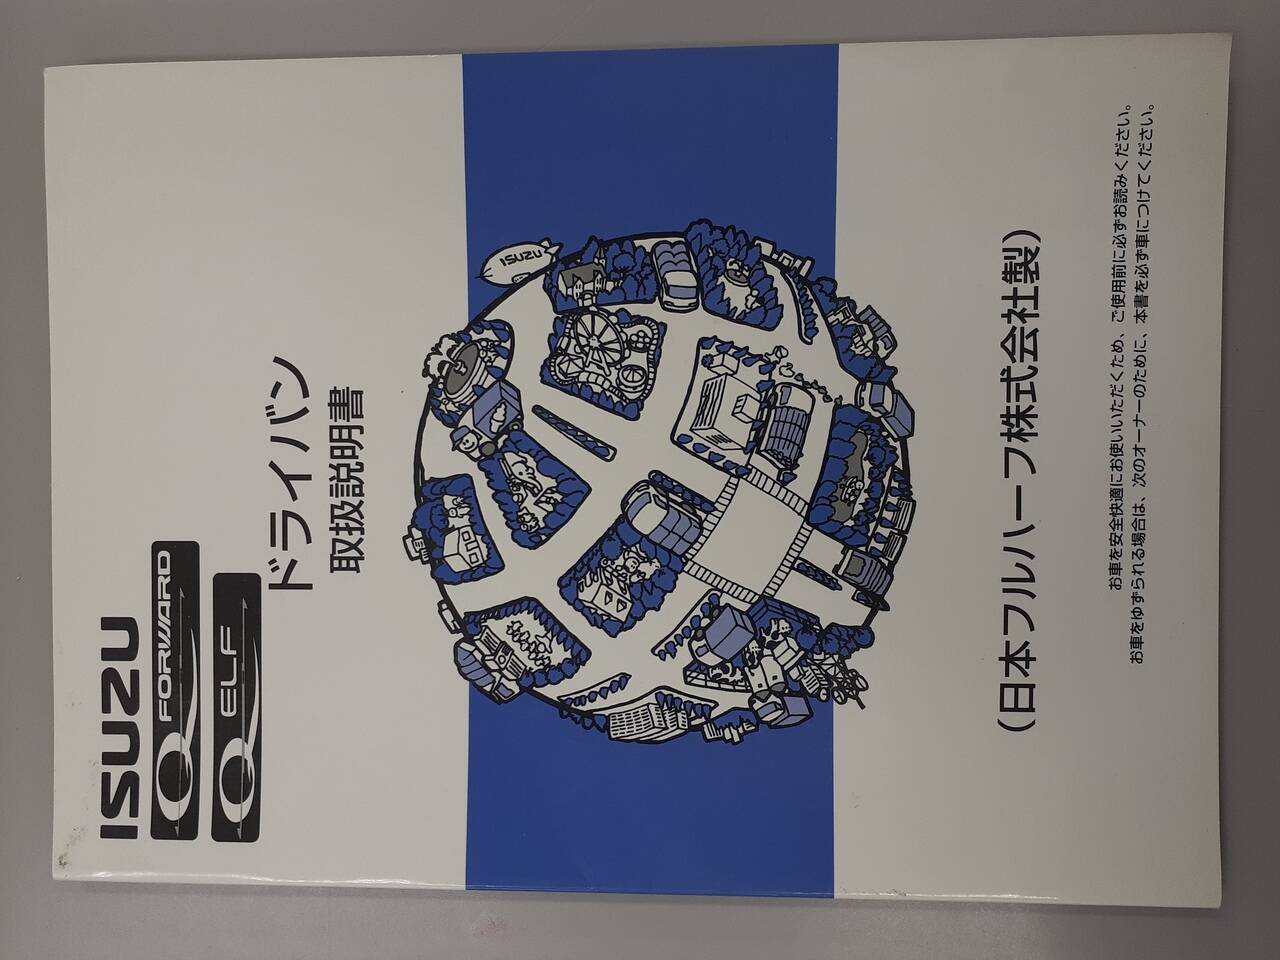 ISUZU
FORWARD
ELF
ドライバン
取扱説明書
ISUZU
(日本フルハーフ株式会社製)
お車を安全快適にお使いいただくため、ご使用前に必ずお読みください。
お車をゆずられる場合は、次のオーナーのために、本書を必ず車につけてください。